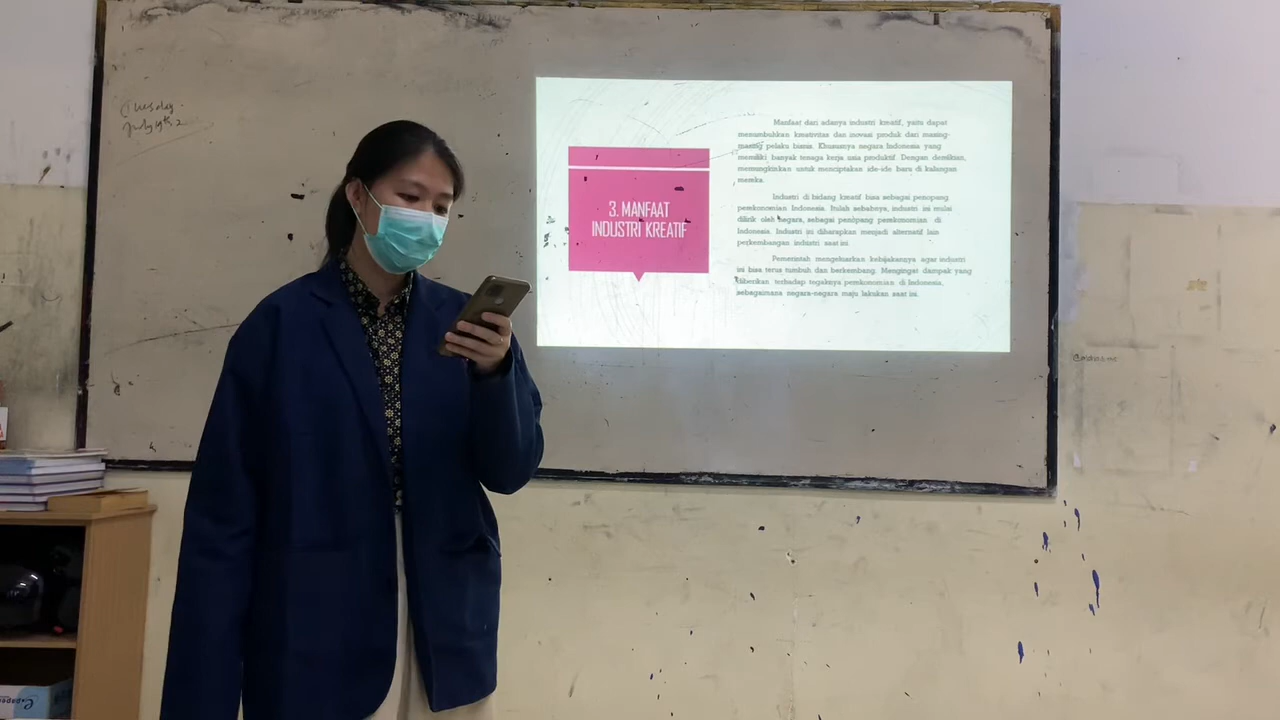 Tuesday
3. MANFAAT
INDUSTRI KREATIF
Manfaat dari adanya industri kreatif, yaitu dapat
menumbuhkan kreativitas dan inovasi produk dari masing-
masing pelaku bisnis. Khususnya negara Indonesia yang
memiliki banyak tenaga kerja usia produktif. Dengan demikian,
memungkinkan untuk menciptakan ide-ide baru di kalangan
mereka.
Industri di bidang kreatif bisa sebagai penopang
perekonomian Indonesia. Itulah sebabnya, industri ini mulai
dilirik oleh negara, sebagai penopang perekonomian di
Indonesia. Industri ini diharapkan menjadi alternatif lain
perkembangan industri saat ini.
Pemerintah mengeluarkan kebijakannya agar industri
ini bisa terus tumbuh dan berkembang. Mengingat dampak yang
diberikan terhadap tegaknya perekonomian di Indonesia,
sebagaimana negara-negara maju lakukan saat ini.